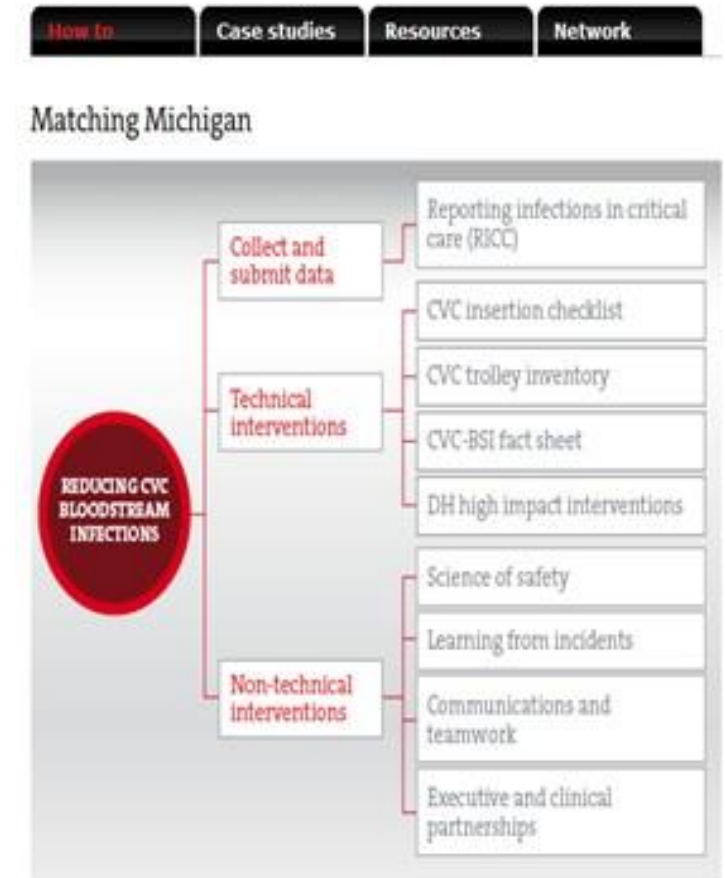 How to
Case studies
Resources
Network
Matching Michigan
REDUCING CVC
BLOODSTREAM
INFECTIONS
Collect and
submit data
Reporting infections in critical
care (RICC)
Technical
interventions
CVC insertion checklist
CVC trolley inventory
CVC-BSI fact sheet
DH high impact interventions
Non-technical
interventions
Science of safety
Learning from incidents
Communications and
teamwork
Executive and clinical
partnerships